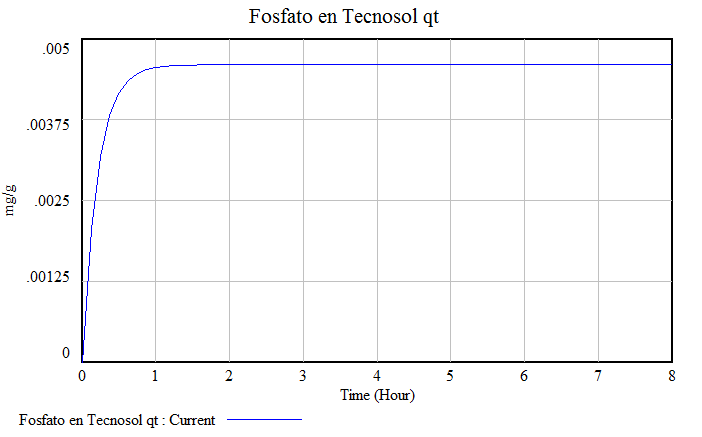 Fosfato en Tecnosol qt
.005
.00375
.0025
.00125
0
mg/g
0 1 2 3 4 5 6 7 8
Time (Hour)
Fosfato en Tecnosol qt : Current